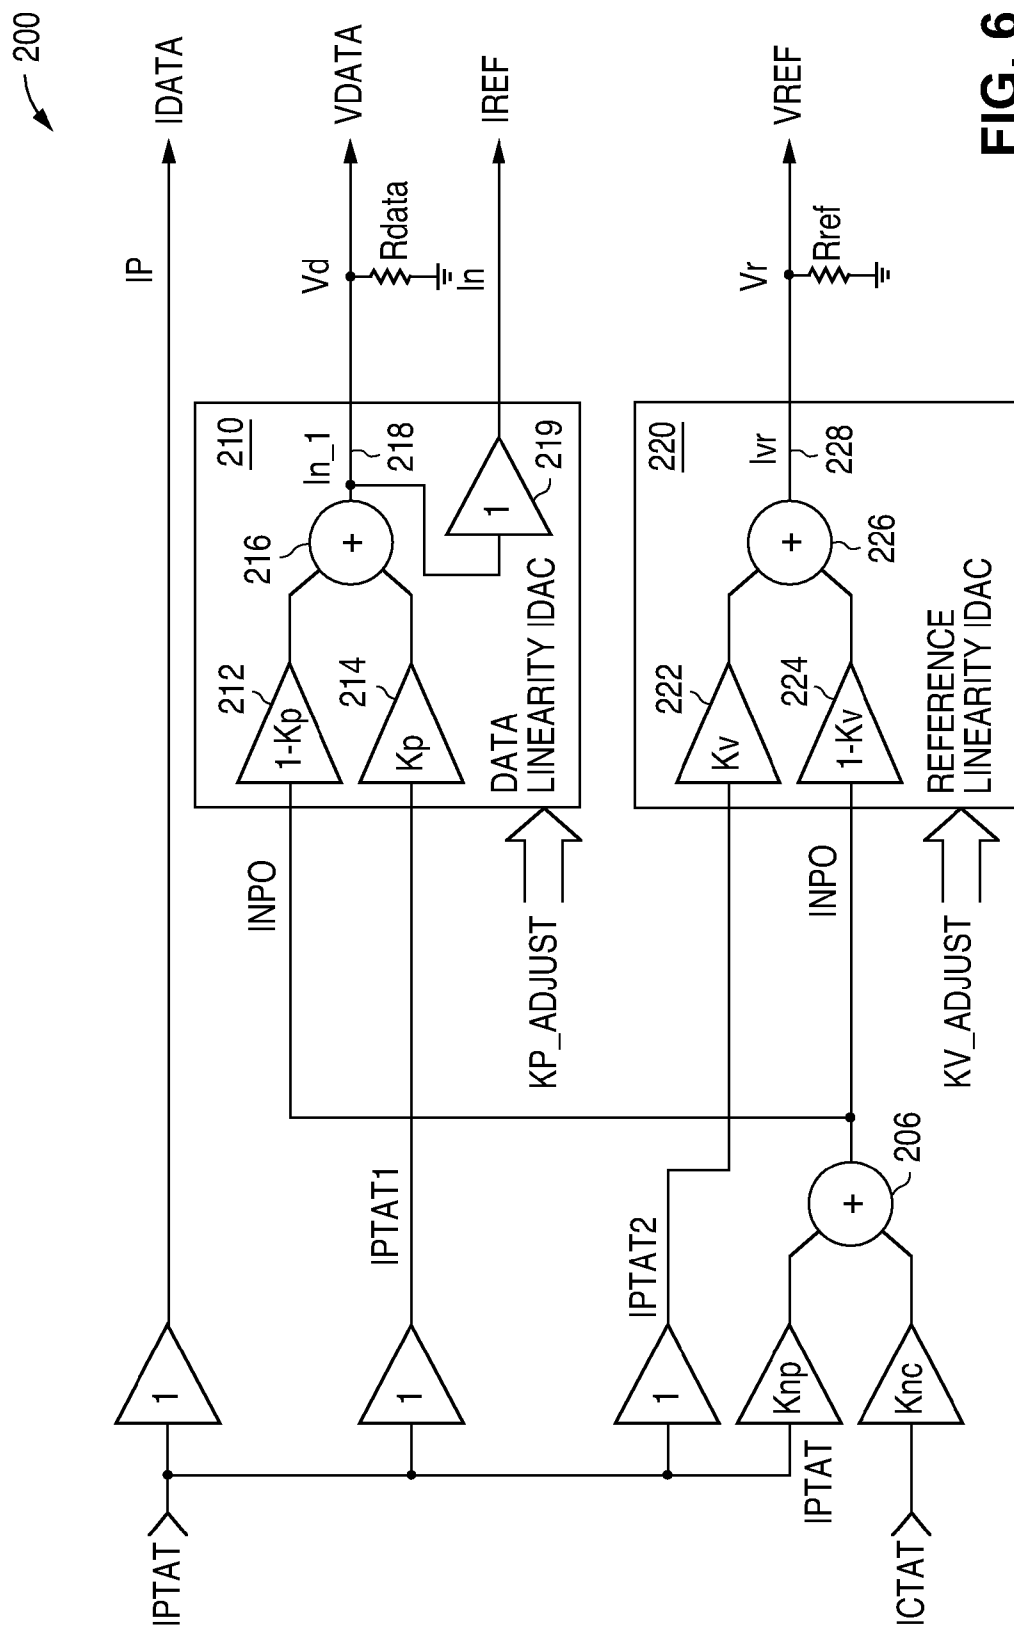 200
IPTAT
1
IP
IDATA
INPO
1-Kp
212
216
+
210
In_1
218
Vd
VDATA
Rdata
1
IPTAT1
Kp
214
1
219
In
IREF
DATA
LINEARITY IDAC
KP_ADJUST
1
IPTAT2
Kv
222
220
+
226
Ivr
228
Vr
VREF
Rref
IPTAT
Knp
+
206
INPO
1-Kv
224
ICTAT
Knc
REFERENCE
LINEARITY IDAC
KV_ADJUST
FIG. 6